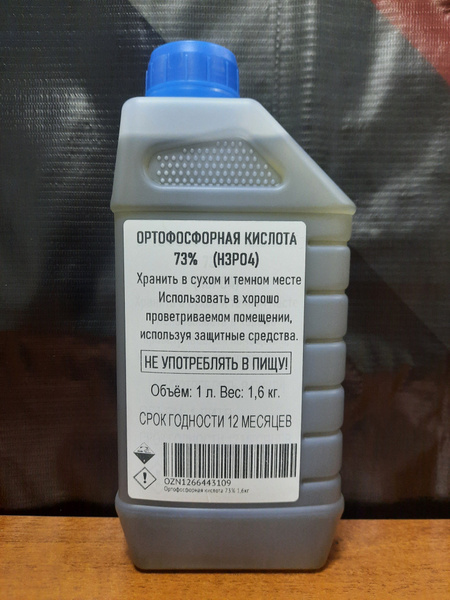 ОРТОФОСФОРНАЯ КИСЛОТА
73% (H3PO4)
Хранить в сухом и темном месте
Использовать в хорошо
проветриваемом помещении,
используя защитные средства.
НЕ УПОТРЕБЛЯТЬ В ПИЩУ!
Объём: 1 л. Вес: 1,6 кг.
СРОК ГОДНОСТИ 12 МЕСЯЦЕВ
OZN1266443109
Ортофосфорная кислота 73% 1,6кг